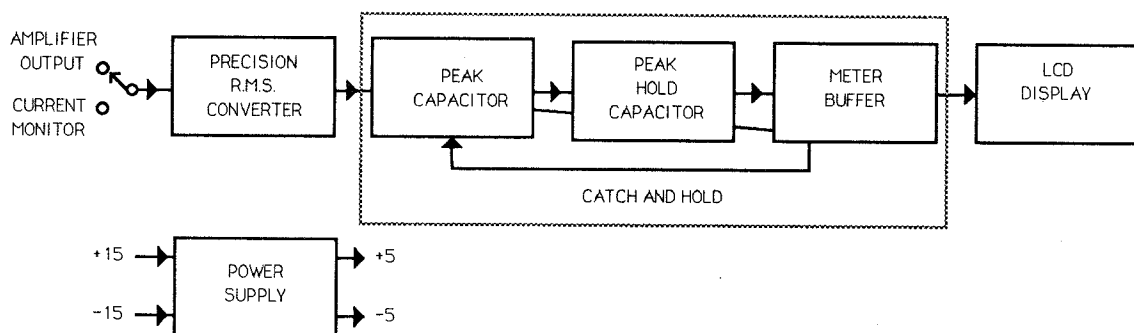 AMPLIFIER
OUTPUT
CURRENT
MONITOR
PRECISION
R.M.S.
CONVERTER
PEAK
CAPACITOR
PEAK
HOLD
CAPACITOR
METER
BUFFER
LCD
DISPLAY
CATCH AND HOLD
+15
-15
POWER
SUPPLY
+5
-5